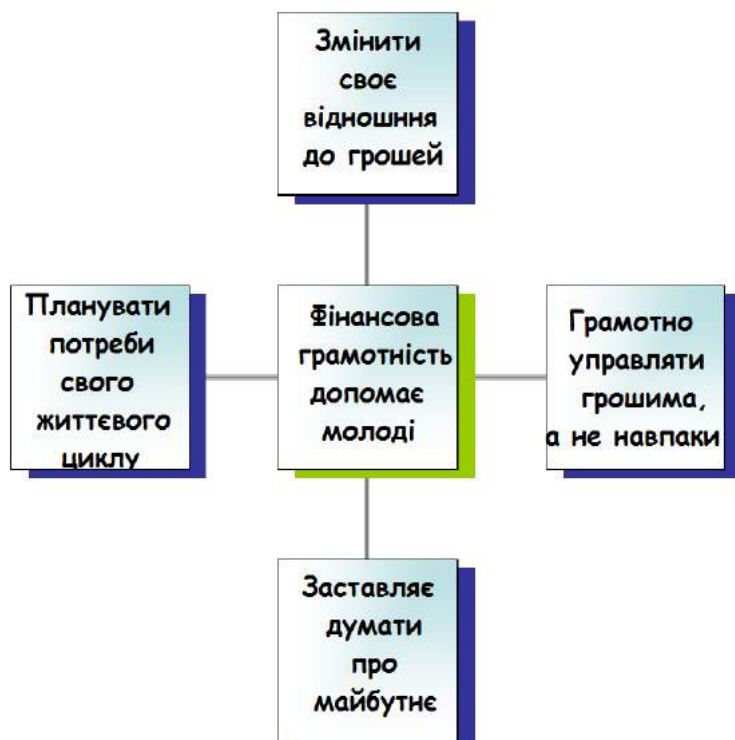 Змінити
своє
відношння
до грошей
Планувати
потреби
свого
життєвого
циклу
Фінансова
грамотність
допомає
молоді
Грамотно
управляти
грошима,
а не навпаки
Заставляє
думати
про
майбутнє